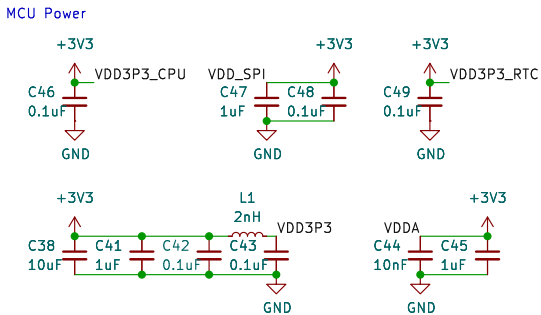 MCU Power
+3V3 +3V3 +3V3
VDD3P3_CPU VDD_SPI VDD3P3_RTC
C46 C47 C48 C49
0.1uF 1uF 0.1uF 0.1uF
GND GND GND
+3V3 L1 +3V3
2nH
VDD3P3 VDDA
C38 C41 C42 C43 C44 C45
10uF 1uF 0.1uF 0.1uF 10nF 1uF
GND GND